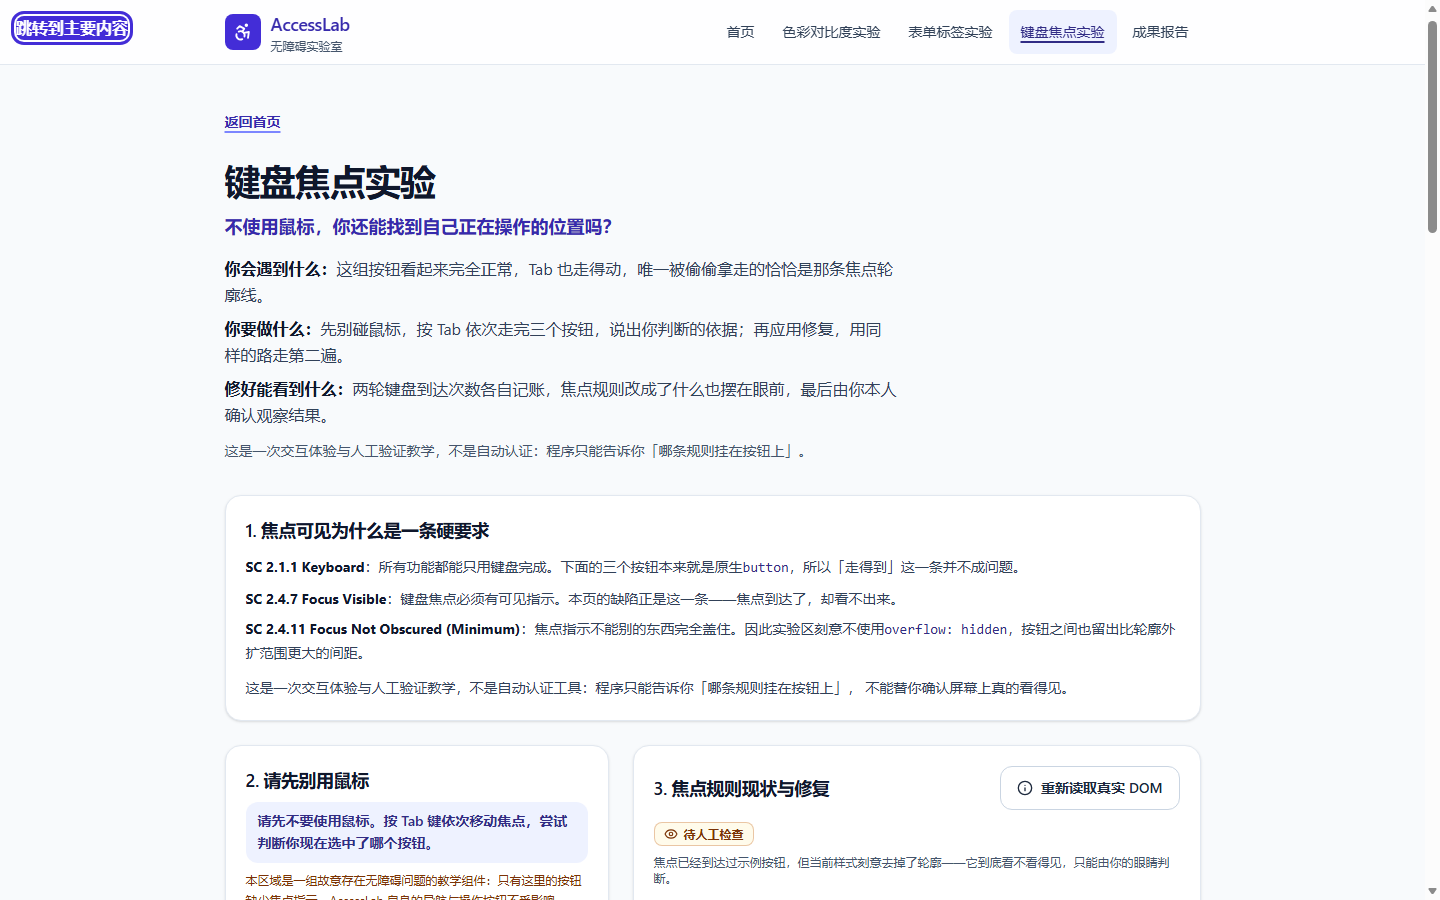 跳转到主要内容
AccessLab
无障碍实验室
首页
色彩对比度实验
表单标签实验
键盘焦点实验
成果报告
返回首页
键盘焦点实验
不使用鼠标，你还能找到自己正在操作的位置吗？
你会遇到什么：这组按钮看起来完全正常，Tab 也走得动，唯一被偷偷拿走的恰恰是那条焦点轮
廓线。
你要做什么：先别碰鼠标，按 Tab 依次走完三个按钮，说出你判断的依据；再应用修复，用同
样的路走第二遍。
修好能看到什么：两轮键盘到达次数各自记账，焦点规则改成了什么也摆在眼前，最后由你本人
确认观察结果。
这是一次交互体验与人工验证教学，不是自动认证：程序只能告诉你「哪条规则挂在按钮上」。
1. 焦点可见为什么是一条硬要求
SC 2.1.1 Keyboard：所有功能都能只用键盘完成。下面的三个按钮本来就是原生button，所以「走得到」这一条并不成问题。
SC 2.4.7 Focus Visible：键盘焦点必须有可见指示。本页的缺陷正是这一条——焦点到达了，却看不出来。
SC 2.4.11 Focus Not Obscured (Minimum)：焦点指示不能别的东西完全盖住。因此实验区刻意不使用overflow: hidden，按钮之间也留出比轮廓外
扩范围更大的间距。
这是一次交互体验与人工验证教学，不是自动认证工具：程序只能告诉你「哪条规则挂在按钮上」， 不能替你确认屏幕上真的看得见。
2. 请先别用鼠标
请先不要使用鼠标。按 Tab 键依次移动焦点，尝试
判断你现在选中了哪个按钮。
本区域是一组故意存在无障碍问题的教学组件：只有这里的按钮
缺少焦点指示，AccessLab 自身的导航与操作按钮不受影响。
3. 焦点规则现状与修复
重新读取真实 DOM
待人工检查
焦点已经到达过示例按钮，但当前样式刻意去掉了轮廓——它到底看不看得见，只能由你的眼睛判
断。